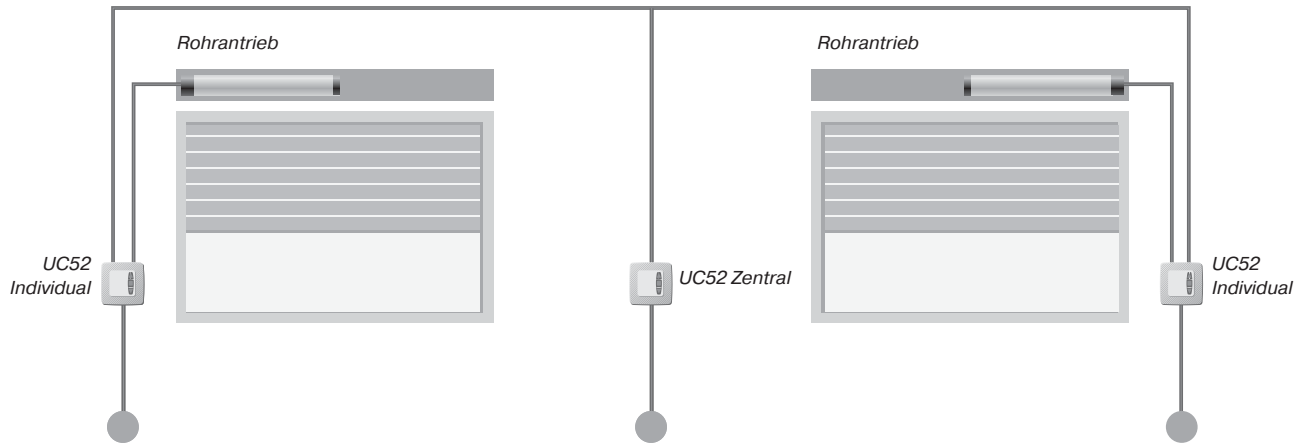 Rohrantrieb
Rohrantrieb
UC52
Individual
UC52 Zentral
UC52
Individual